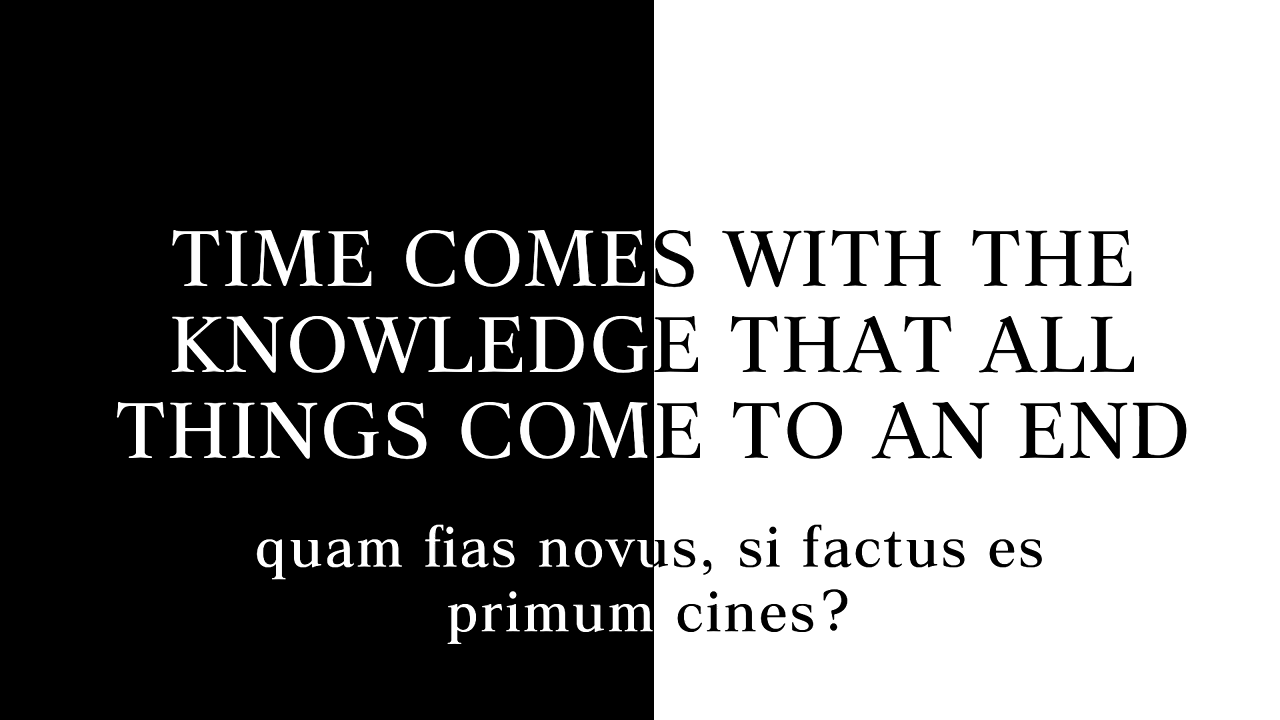 TIME COMES WITH THE
KNOWLEDGE THAT ALL
THINGS COME TO AN END
quam fias novus, si factus es
primum cines?